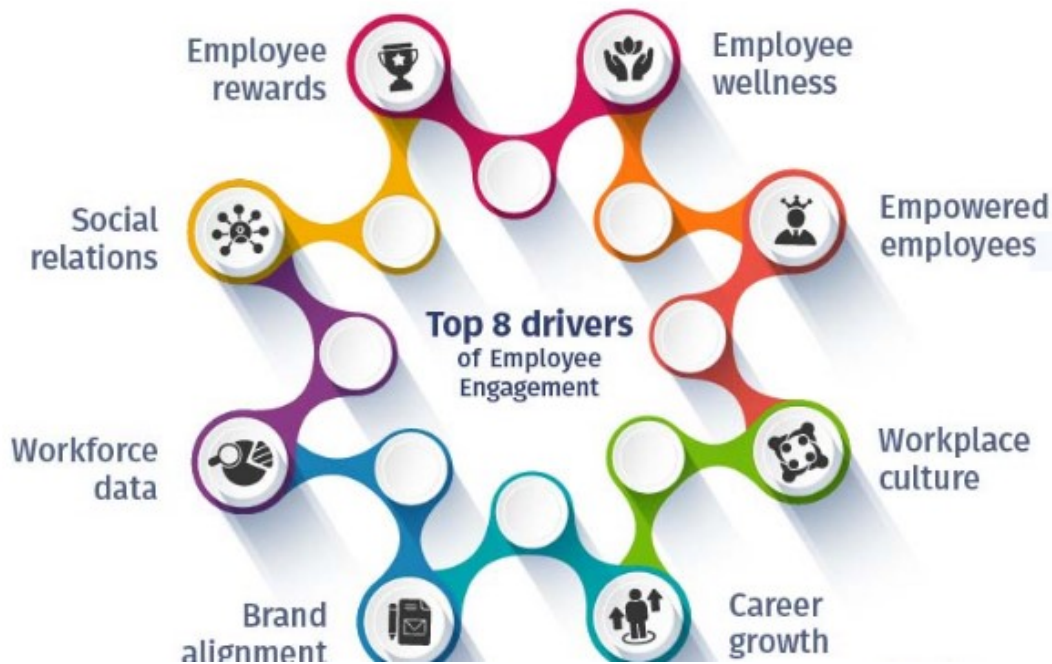 Employee
rewards
Employee
wellness
Social
relations
Empowered
employees
Top 8 drivers
of Employee
Engagement
Workforce
data
Workplace
culture
Brand
alignment
Career
growth